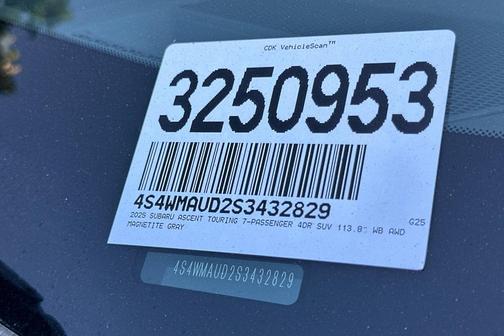 CDK VehicleScan™
3250953
4S4WMAUD2S3432829
2025 SUBARU ASCENT TOURING 7-PASSENGER 4DR SUV 113.8" WB AWD
G25
MAGNETITE GRAY
4S4WMAUD2S3432829